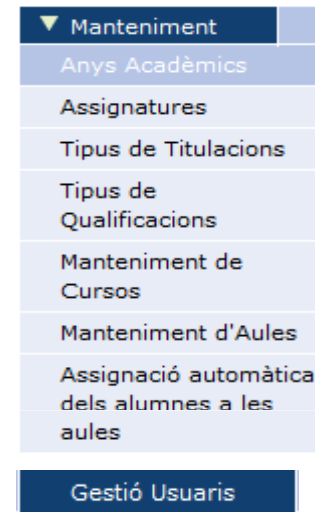 Manteniment
Anys Acadèmics
Assignatures
Tipus de Titulacions
Tipus de
Qualificacions
Manteniment de
Cursos
Manteniment d'Aules
Assignació automàtica
dels alumnes a les
aules
Gestió Usuaris